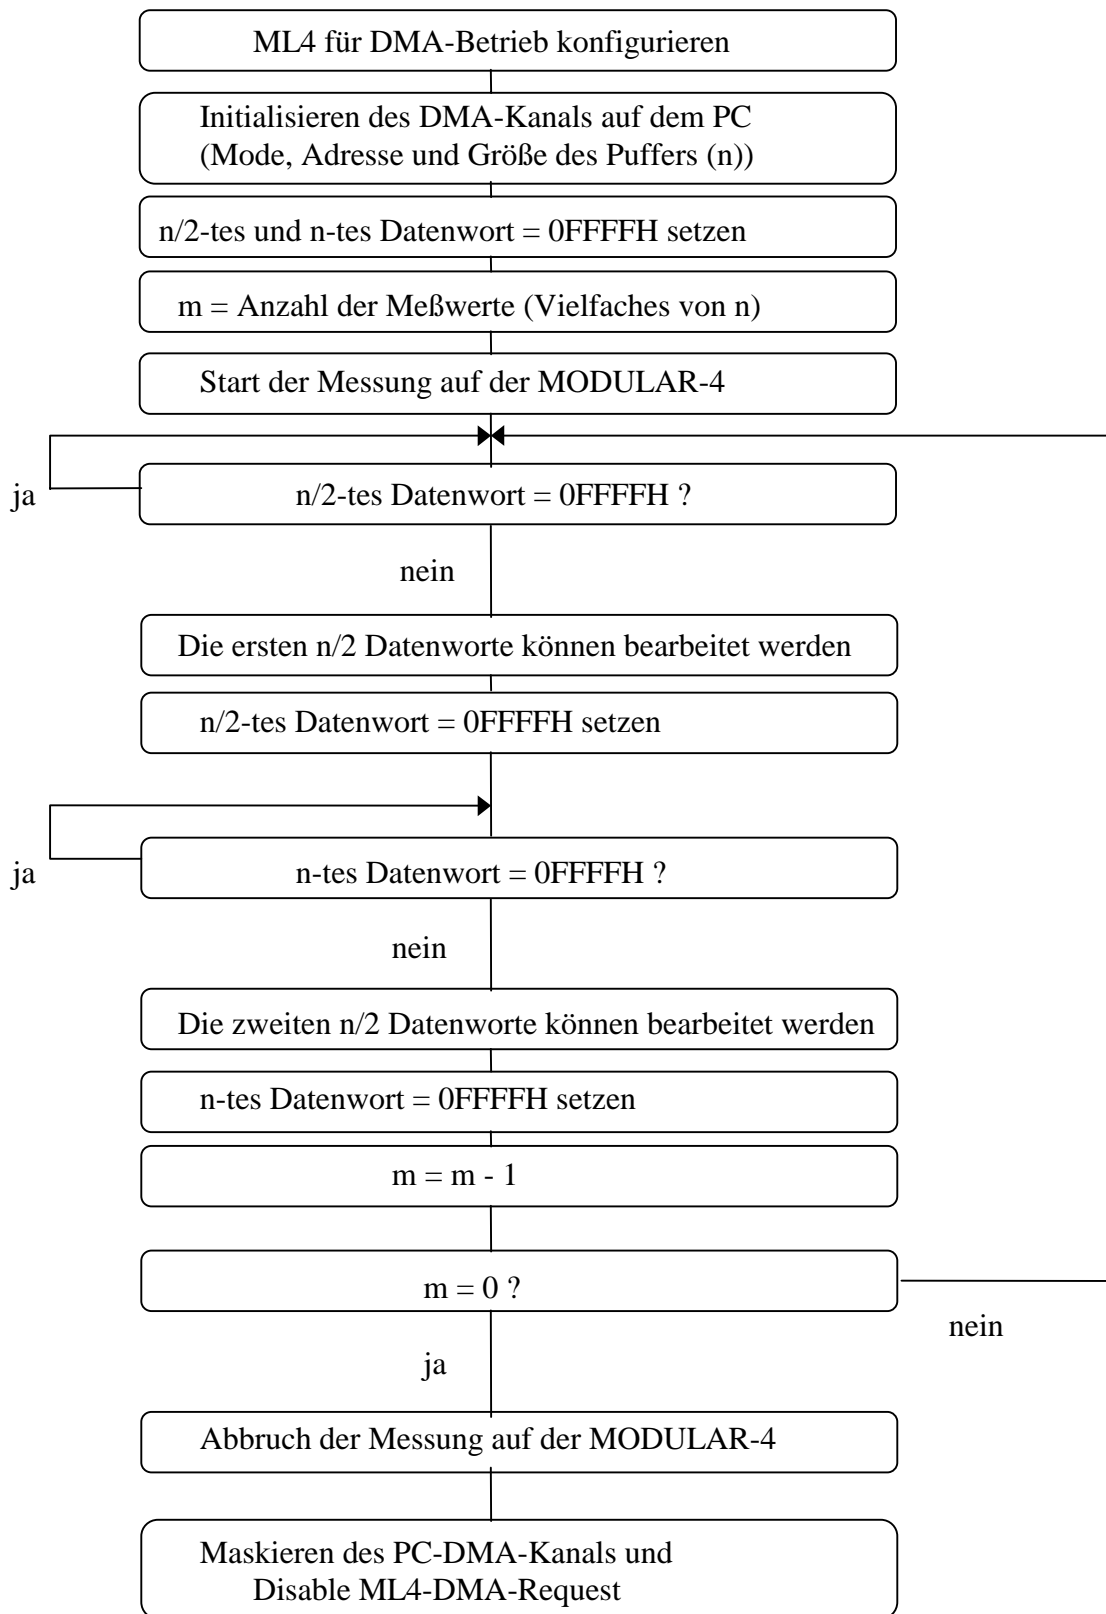 ML4 für DMA-Betrieb konfigurieren
Initialisieren des DMA-Kanals auf dem PC
(Mode, Adresse und Größe des Puffers (n))
n/2-tes und n-tes Datenwort = 0FFFFH setzen
m = Anzahl der Meßwerte (Vielfaches von n)
Start der Messung auf der MODULAR-4
ja
n/2-tes Datenwort = 0FFFFH ?
nein
Die ersten n/2 Datenworte können bearbeitet werden
n/2-tes Datenwort = 0FFFFH setzen
ja
n-tes Datenwort = 0FFFFH ?
nein
Die zweiten n/2 Datenworte können bearbeitet werden
n-tes Datenwort = 0FFFFH setzen
m = m - 1
m = 0 ?
nein
ja
Abbruch der Messung auf der MODULAR-4
Maskieren des PC-DMA-Kanals und
Disable ML4-DMA-Request